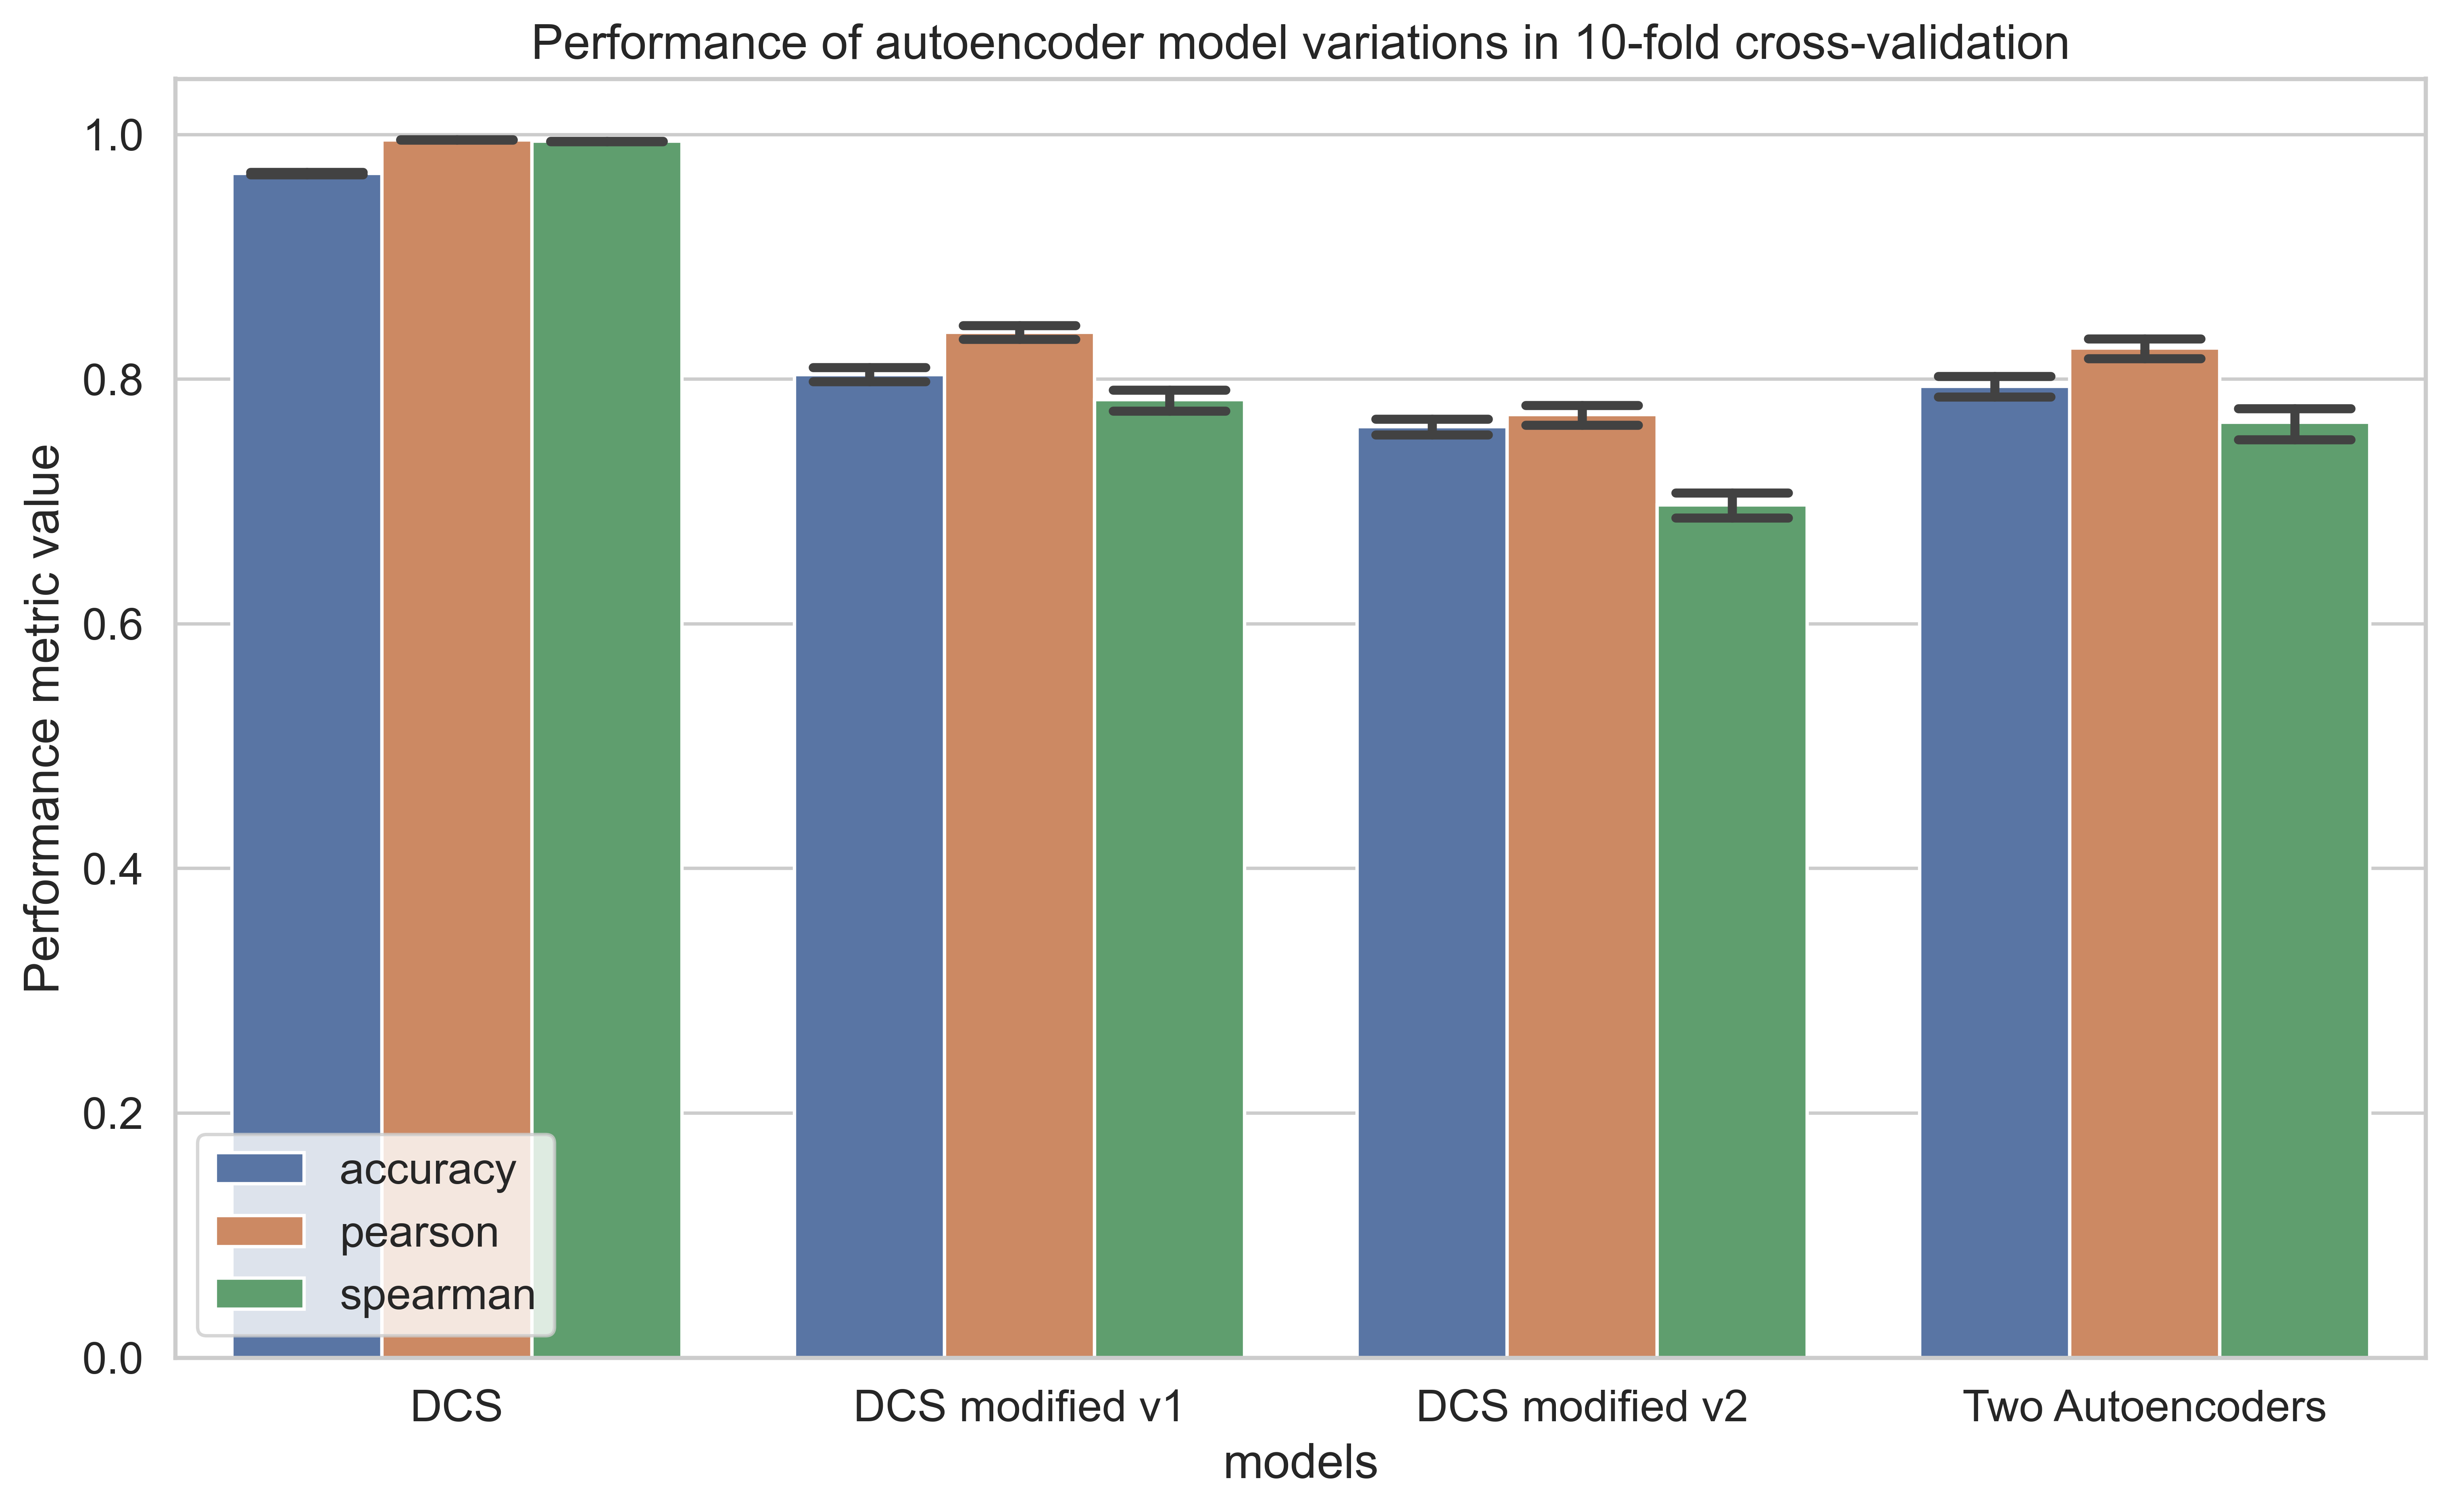 Performance of autoencoder model variations in 10-fold cross-validation
Performance metric value
1.0
0.8
0.6
0.4
0.2
0.0
accuracy
pearson
spearman
DCS
DCS modified v1
DCS modified v2
Two Autoencoders
models